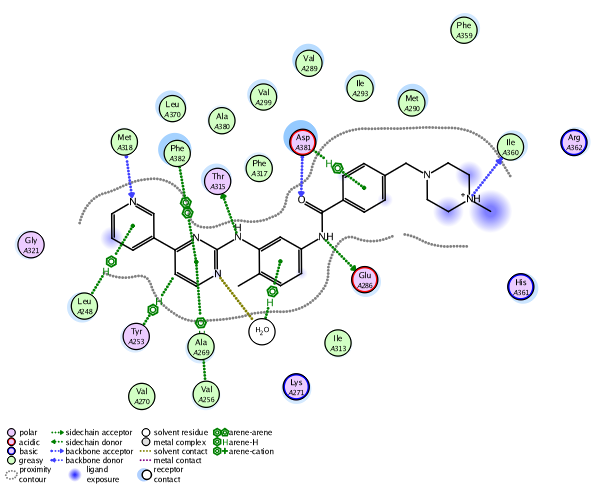 Phe
A359
Val
A289
Ile
A293
Val
A299
Met
A290
Leu
A370
Ala
A380
Met
A318
Phe
A382
Asp
A381
Ile
A360
Arg
A362
Thr
A315
Phe
A317
H
N
O
N
+
NH
H
N
N
NH
Gly
A321
N
H
Glu
A286
His
A361
Leu
A248
H
H
H
Tyr
A253
H
H₂O
Ala
A269
Ile
A313
Val
A270
Val
A256
Lys
A271
polar
acidic
basic
greasy
proximity
contour
sidechain acceptor
sidechain donor
backbone acceptor
backbone donor
ligand
exposure
solvent residue
metal complex
solvent contact
metal contact
receptor
contact
arene-arene
H arene-H
+ arene-cation